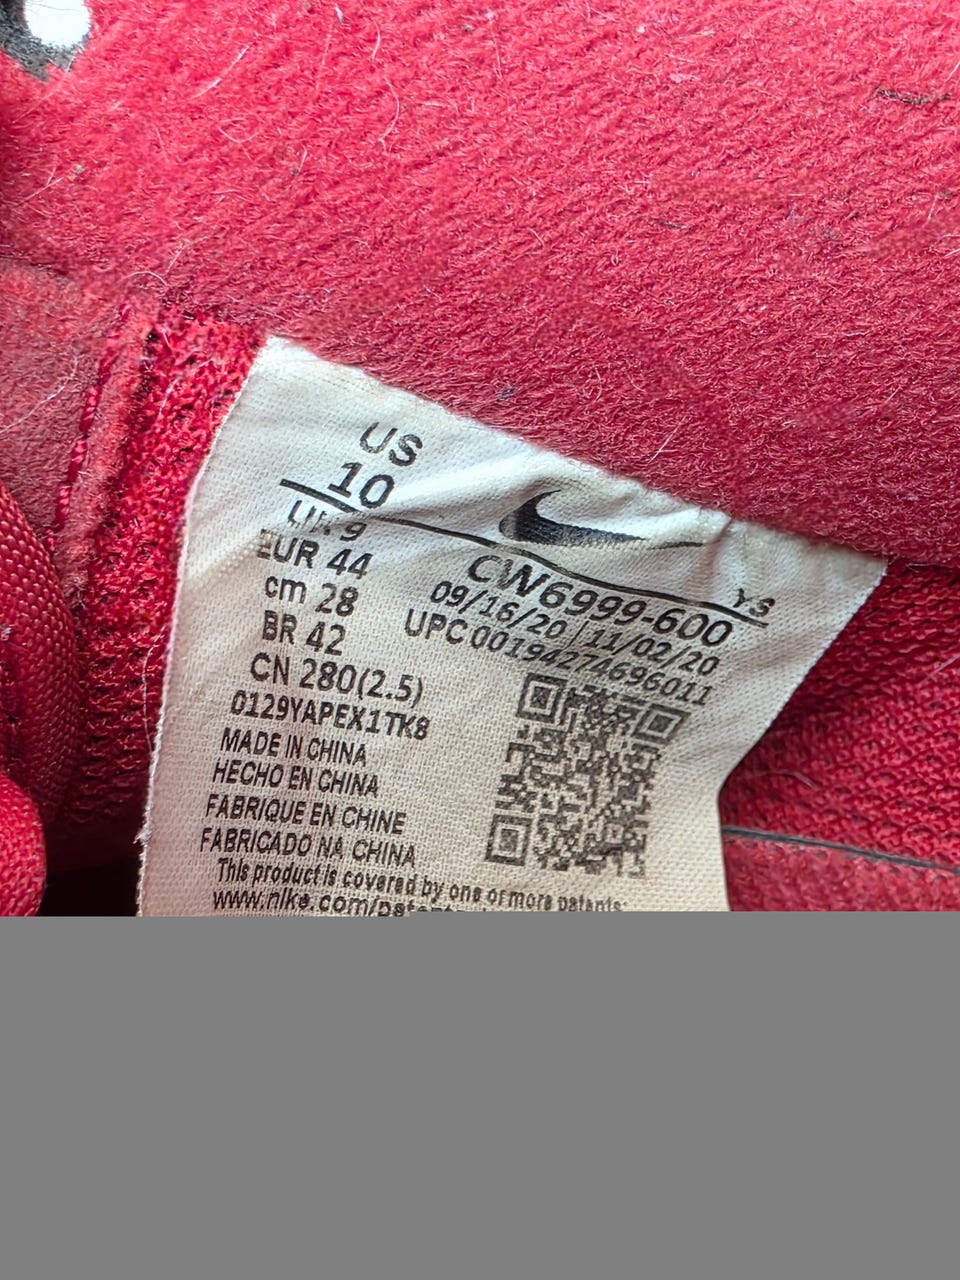 US
10
UK 9
EUR 44
cm 28
BR 42
CN 280(2.5)
0129YAPEX1TK8
MADE IN CHINA
HECHO EN CHINA
FABRIQUE EN CHINE
FABRICADO NA CHINA
YS
CW6999-600
09/16/20 | 11/02/20
UPC 00194274696011
This product is covered by one or more patents: